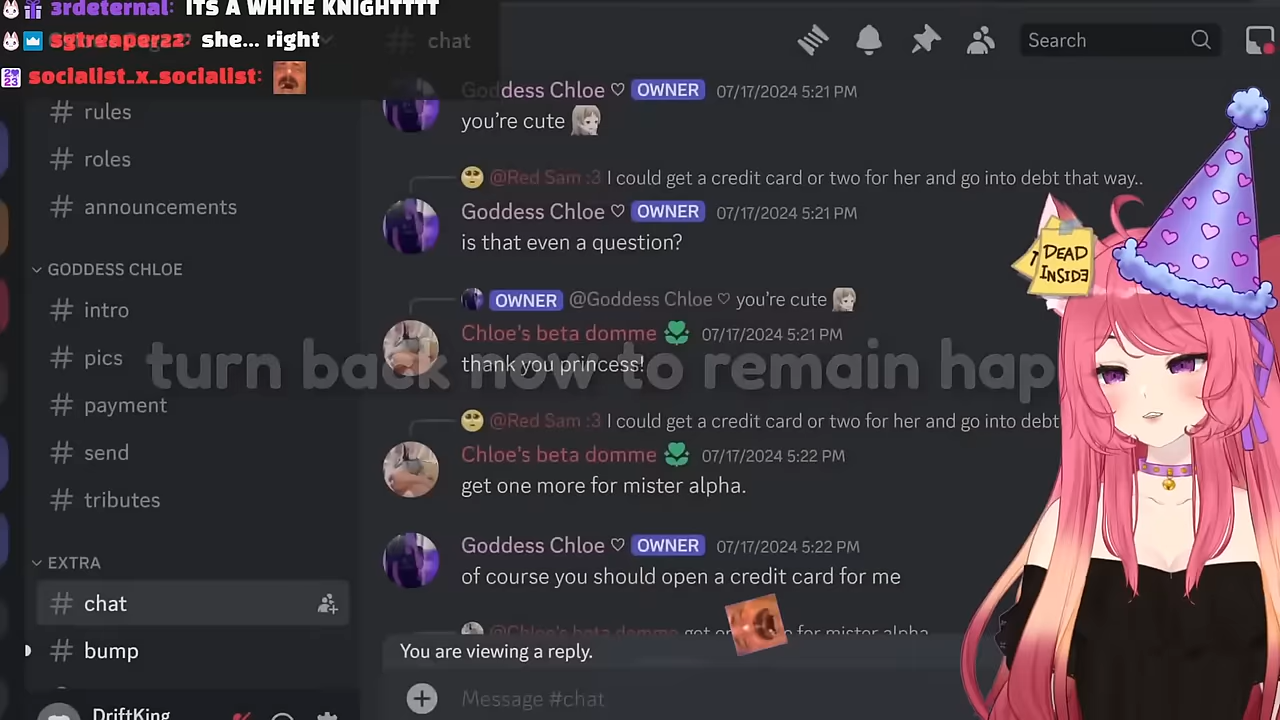 3rdeternal: ITS A WHITE KNIGHTTTT
sgtreaperzz: she... right
socialist_x_socialist:
# chat
Search
# rules
# roles
# announcements
GODDESS CHLOE
# intro
# pics
# payment
# send
# tributes
EXTRA
# chat
# bump
DriftKing
Goddess Chloe ♡ OWNER 07/17/2024 5:21 PM
you're cute
@Red Sam :3 I could get a credit card or two for her and go into debt that way..
Goddess Chloe ♡ OWNER 07/17/2024 5:21 PM
is that even a question?
OWNER @Goddess Chloe ♡ you're cute
Chloe's beta domme 07/17/2024 5:21 PM
thank you princess!
turn back now to remain hap
@Red Sam :3 I could get a credit card or two for her and go into debt
Chloe's beta domme 07/17/2024 5:22 PM
get one more for mister alpha.
Goddess Chloe ♡ OWNER 07/17/2024 5:22 PM
of course you should open a credit card for me
@Chloe's beta domme get one for mister alpha
You are viewing a reply.
Message #chat
DEAD
INSIDE